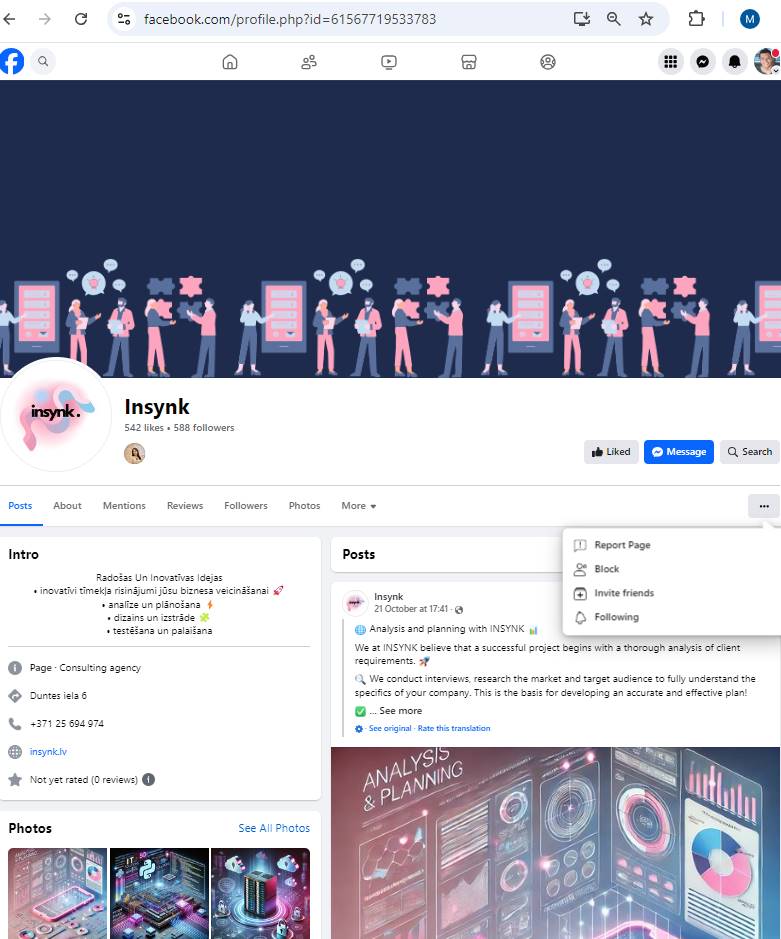 facebook.com/profile.php?id=61567719533783
M
insynk.
Insynk
542 likes • 588 followers
Liked
Message
Search
Posts
About
Mentions
Reviews
Followers
Photos
More
Report Page
Block
Invite friends
Following
Intro
Radošas Un Inovatīvas Idejas
• inovatīvi tīmekļa risinājumi jūsu biznesa veicināšanai 🚀
• analīze un plānošana ⚡
• dizains un izstrāde 🧩
• testēšana un palaišana
Page · Consulting agency
Duntes iela 6
+371 25 694 974
insynk.lv
Not yet rated (0 reviews)
Photos
See All Photos
Posts
Insynk
21 October at 17:41 ·
🌐 Analysis and planning with INSYNK 📊
We at INSYNK believe that a successful project begins with a thorough analysis of client
requirements. 🚀
🔍 We conduct interviews, research the market and target audience to fully understand the
specifics of your company. This is the basis for developing an accurate and effective plan!
✅ ... See more
· See original · Rate this translation
ANALYSIS
& PLANNING
IT